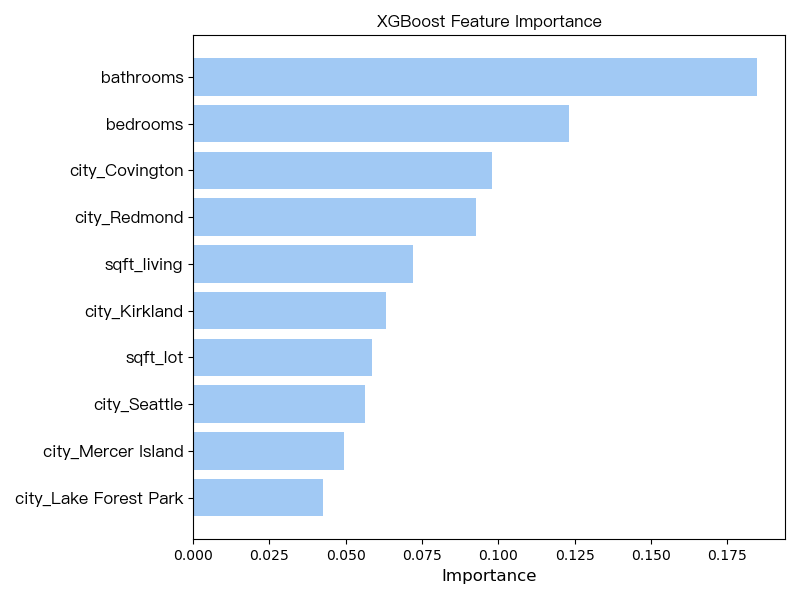 XGBoost Feature Importance
bathrooms
bedrooms
city_Covington
city_Redmond
sqft_living
city_Kirkland
sqft_lot
city_Seattle
city_Mercer Island
city_Lake Forest Park
0.000 0.025 0.050 0.075 0.100 0.125 0.150 0.175
Importance